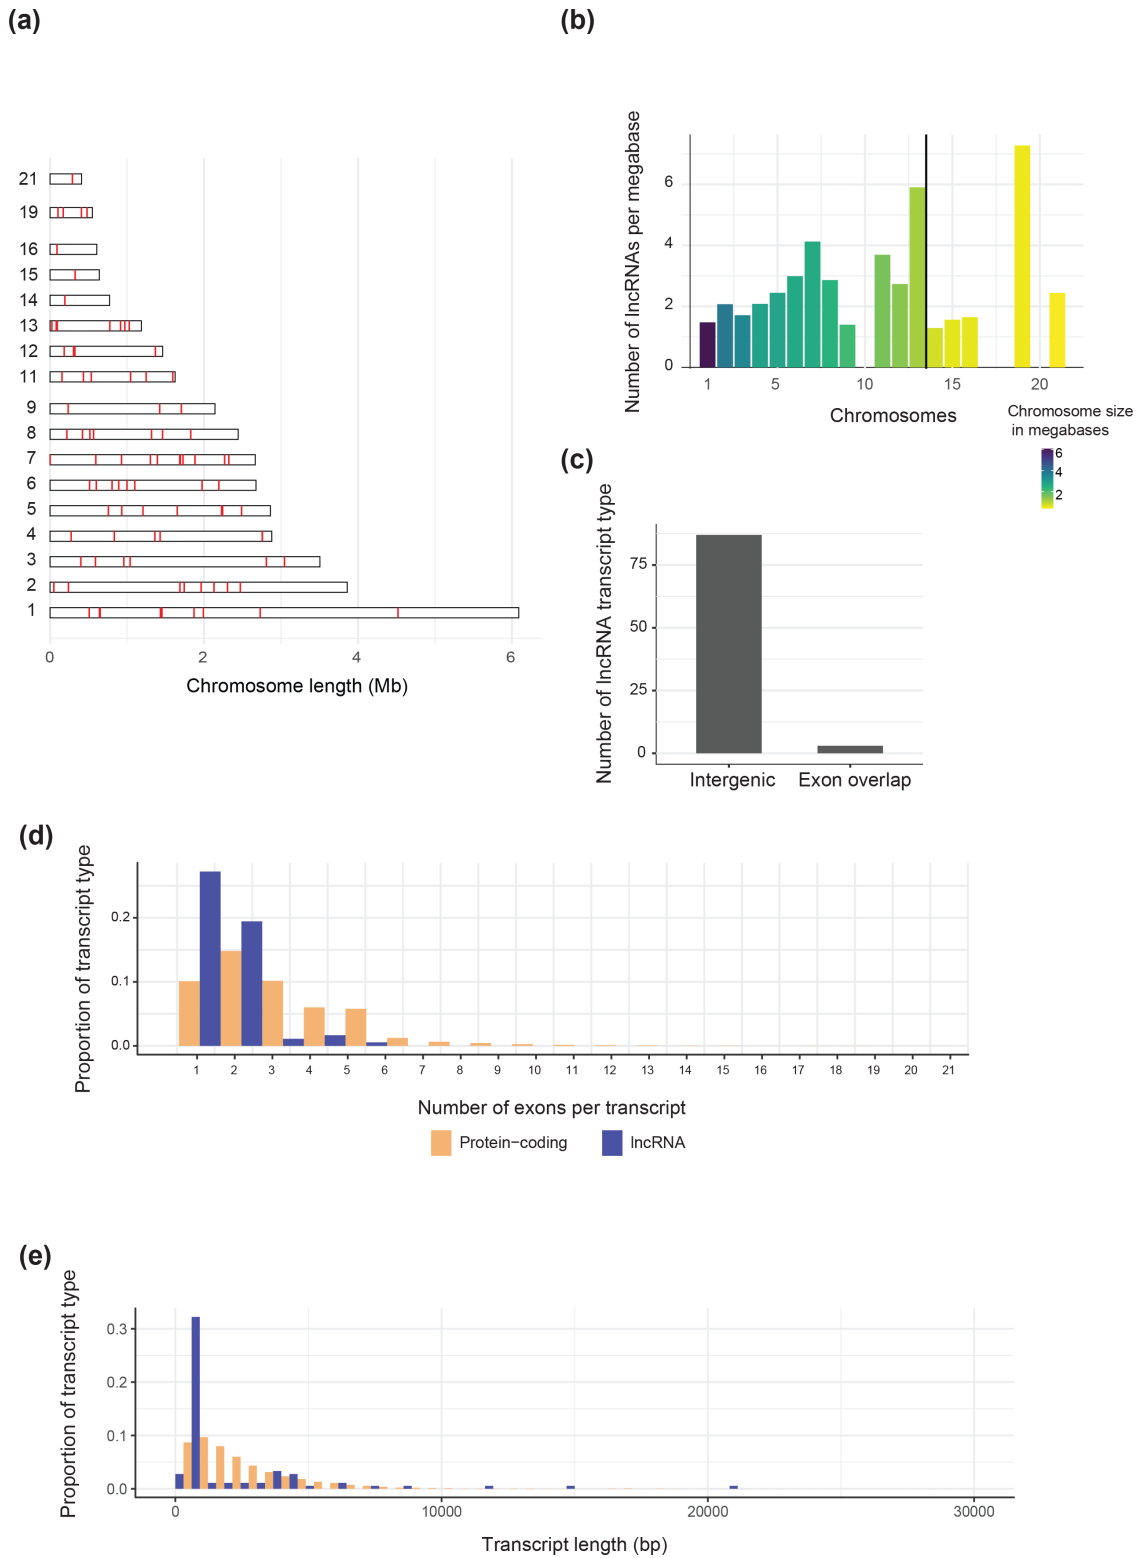 (a)
21
19
16
15
14
13
12
11
9
8
7
6
5
4
3
2
1
0 2 4 6
Chromosome length (Mb)
(b)
Number of lncRNAs per megabase
6
4
2
0
1 5 10 15 20
Chromosomes
Chromosome size
in megabases
6
4
2
(c)
Number of lncRNA transcript type
75
50
25
0
Intergenic Exon overlap
(d)
Proportion of transcript type
0.2
0.1
0.0
1 2 3 4 5 6 7 8 9 10 11 12 13 14 15 16 17 18 19 20 21
Number of exons per transcript
Protein−coding lncRNA
(e)
Proportion of transcript type
0.3
0.2
0.1
0.0
0 10000 20000 30000
Transcript length (bp)